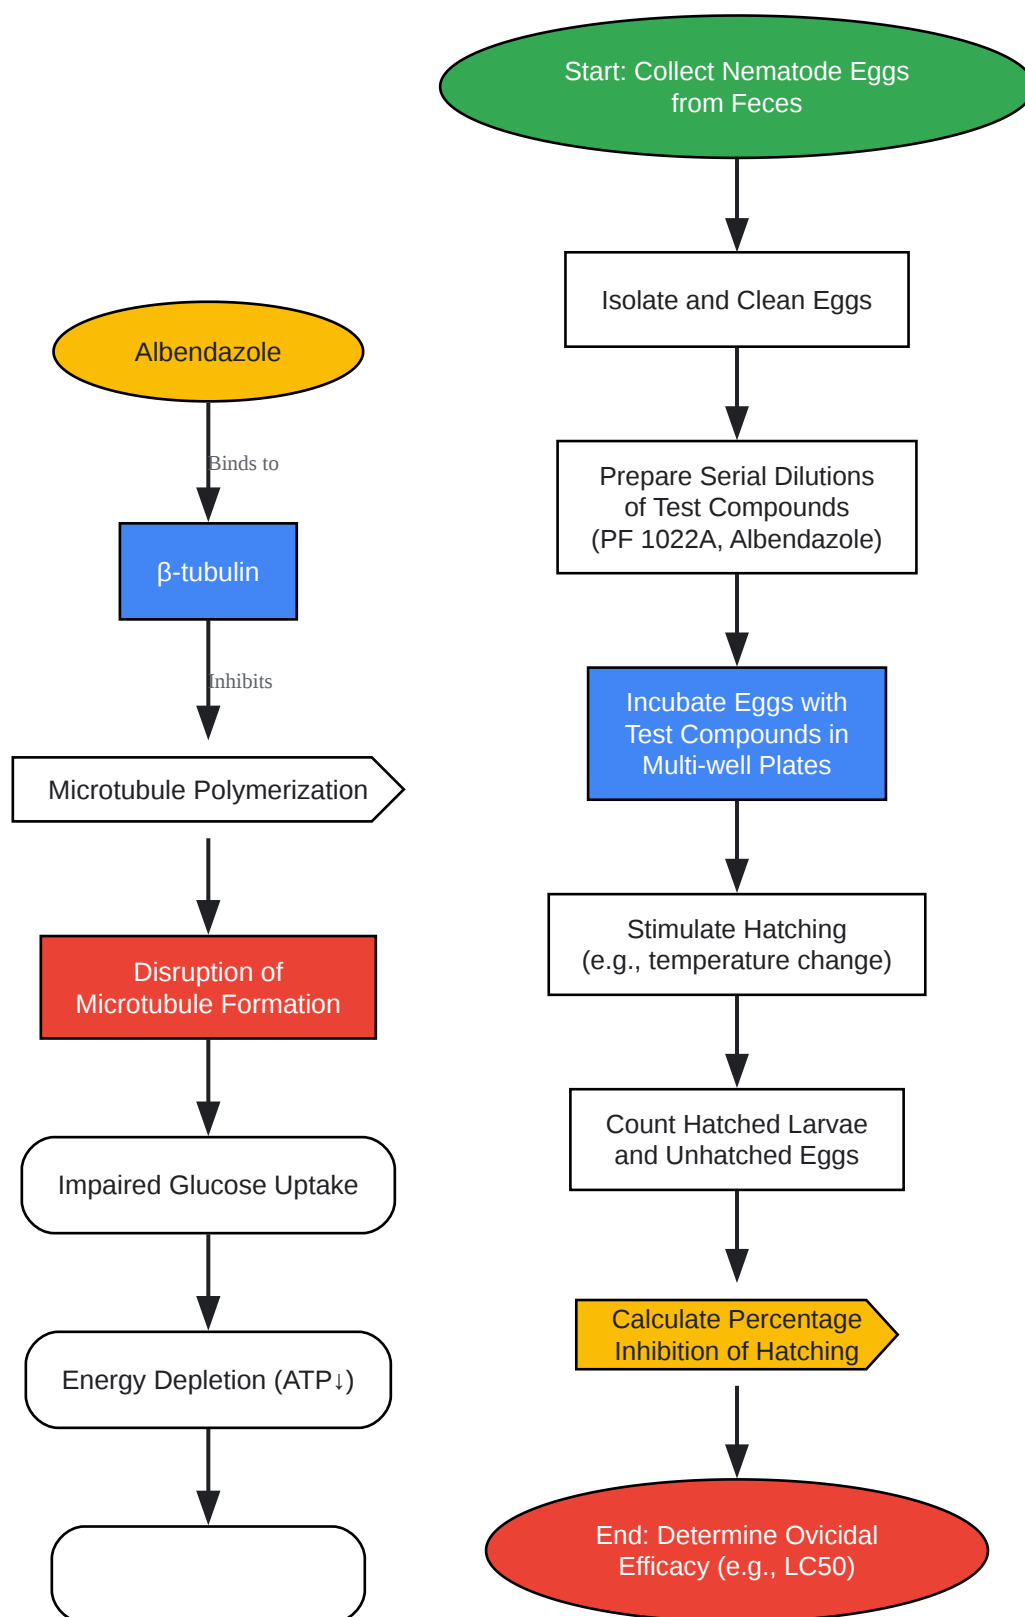 Albendazole
Binds to
β-tubulin
Inhibits
Microtubule Polymerization
Disruption of
Microtubule Formation
Impaired Glucose Uptake
Energy Depletion (ATP↓)
Start: Collect Nematode Eggs
from Feces
Isolate and Clean Eggs
Prepare Serial Dilutions
of Test Compounds
(PF 1022A, Albendazole)
Incubate Eggs with
Test Compounds in
Multi-well Plates
Stimulate Hatching
(e.g., temperature change)
Count Hatched Larvae
and Unhatched Eggs
Calculate Percentage
Inhibition of Hatching
End: Determine Ovicidal
Efficacy (e.g., LC50)